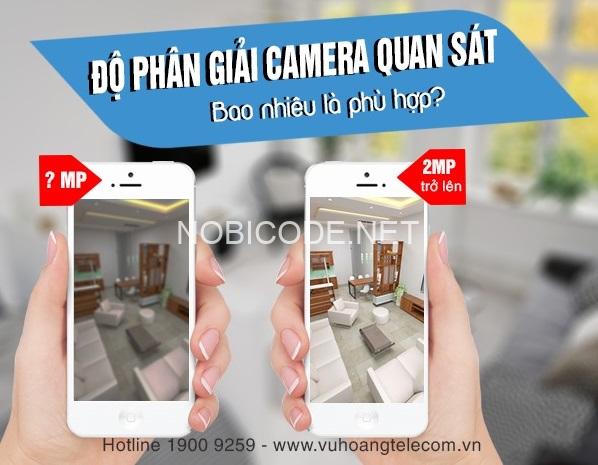 ĐỘ PHÂN GIẢI CAMERA QUAN SÁT
Bao nhiêu là phù hợp?
? MP
2MP
trở lên
NOBICODE.NET
Hotline 1900 9259 - www.vuhoangtelecom.vn